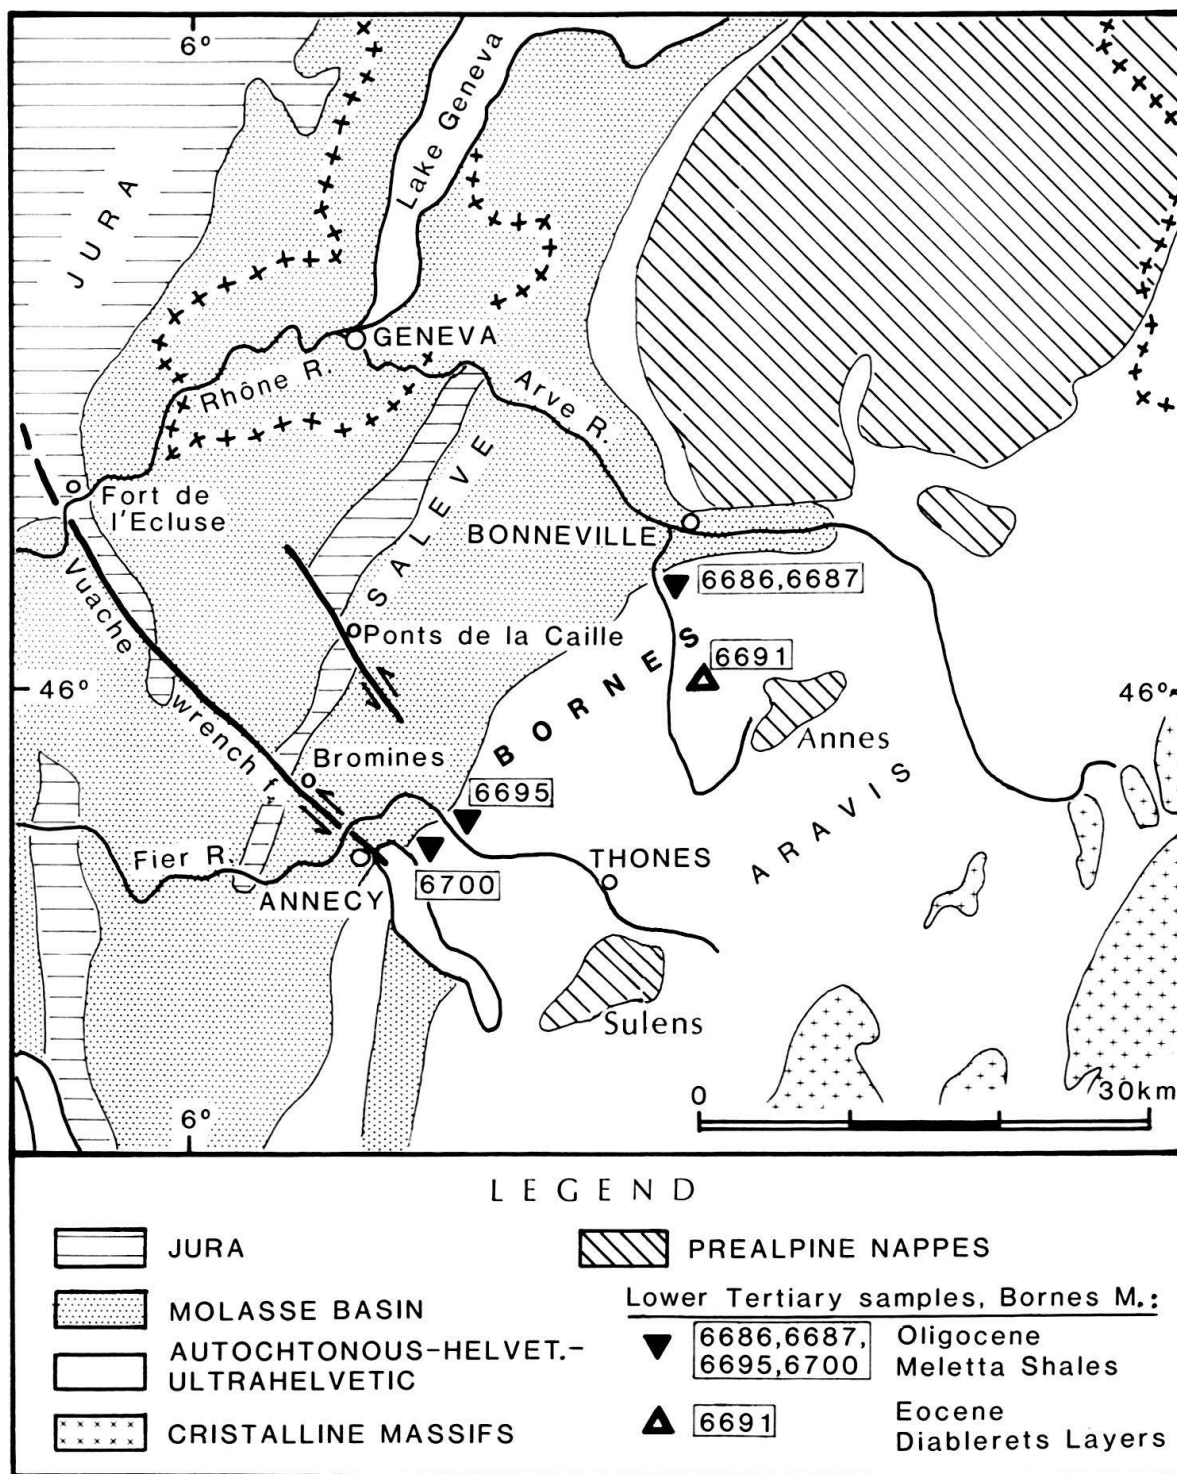 6°
Lake Geneva
JURA
GENEVA
Rhône R.
Arve R.
SALEVE
Fort de
l'Ecluse
BONNEVILLE
6686,6687
Vuache wrench f.
Ponts de la Caille
6691
46°
46°
BORNES
Annes
Bromines
6695
ARAVIS
Fier R.
THONES
6700
ANNECY
Sulens
0
30km
6°
LEGEND
JURA
PREALPINE NAPPES
MOLASSE BASIN
Lower Tertiary samples, Bornes M.:
AUTOCHTONOUS-HELVET.-
ULTRAHELVETIC
6686,6687,
6695,6700
Oligocene
Meletta Shales
CRISTALLINE MASSIFS
6691
Eocene
Diablerets Layers